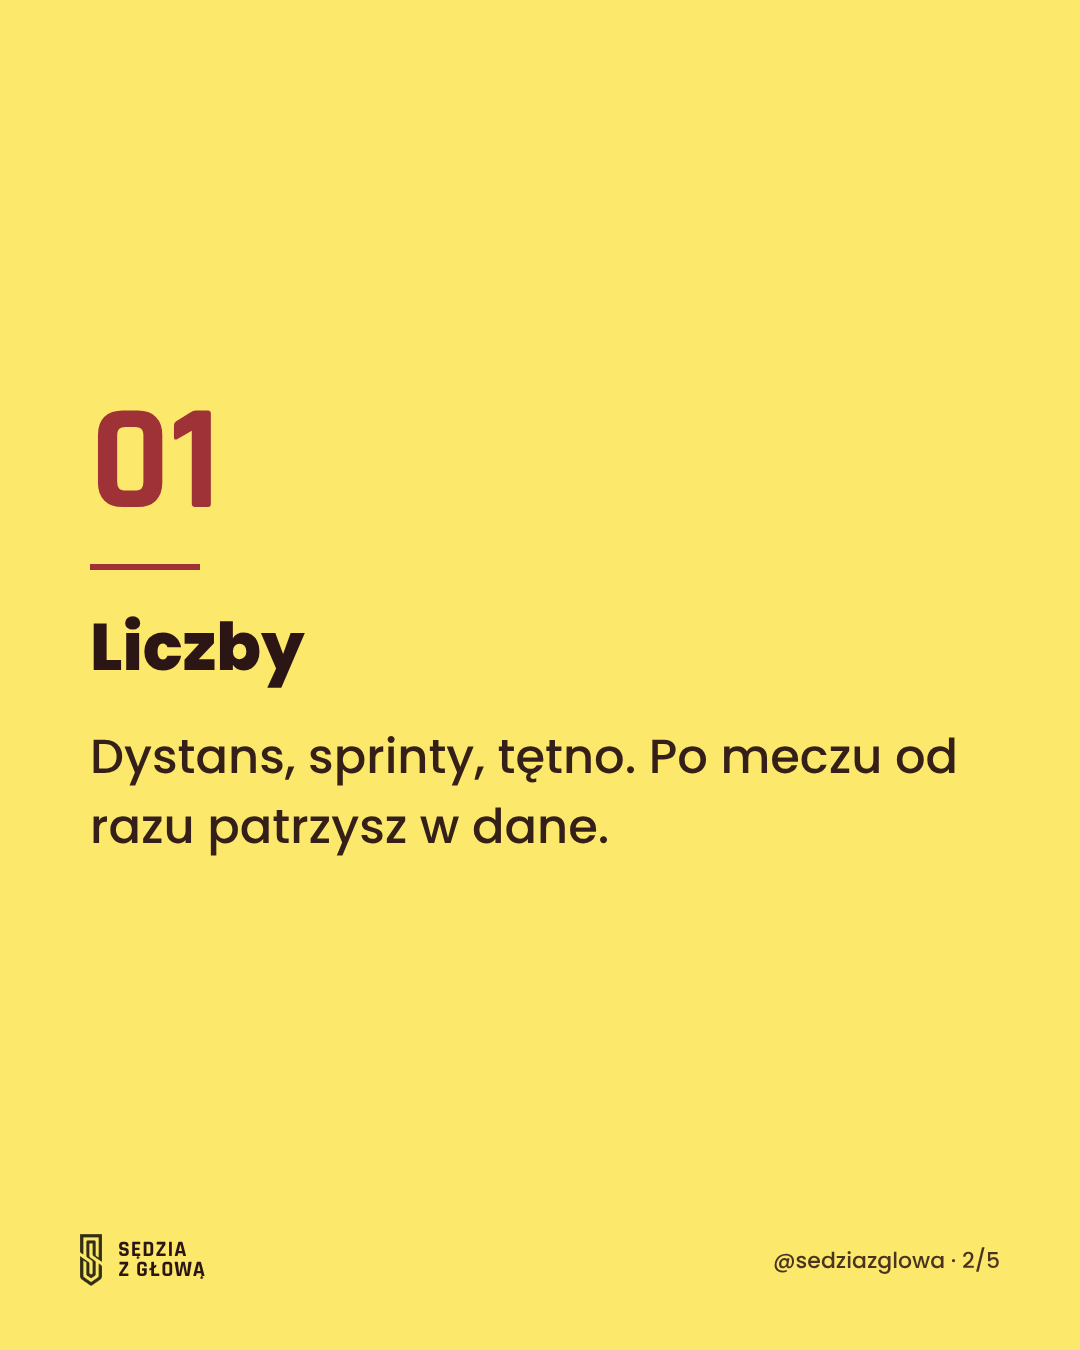 01
Liczby
Dystans, sprinty, tętno. Po meczu od
razu patrzysz w dane.
SĘDZIA
Z GŁOWĄ
@sedziazglowa · 2/5